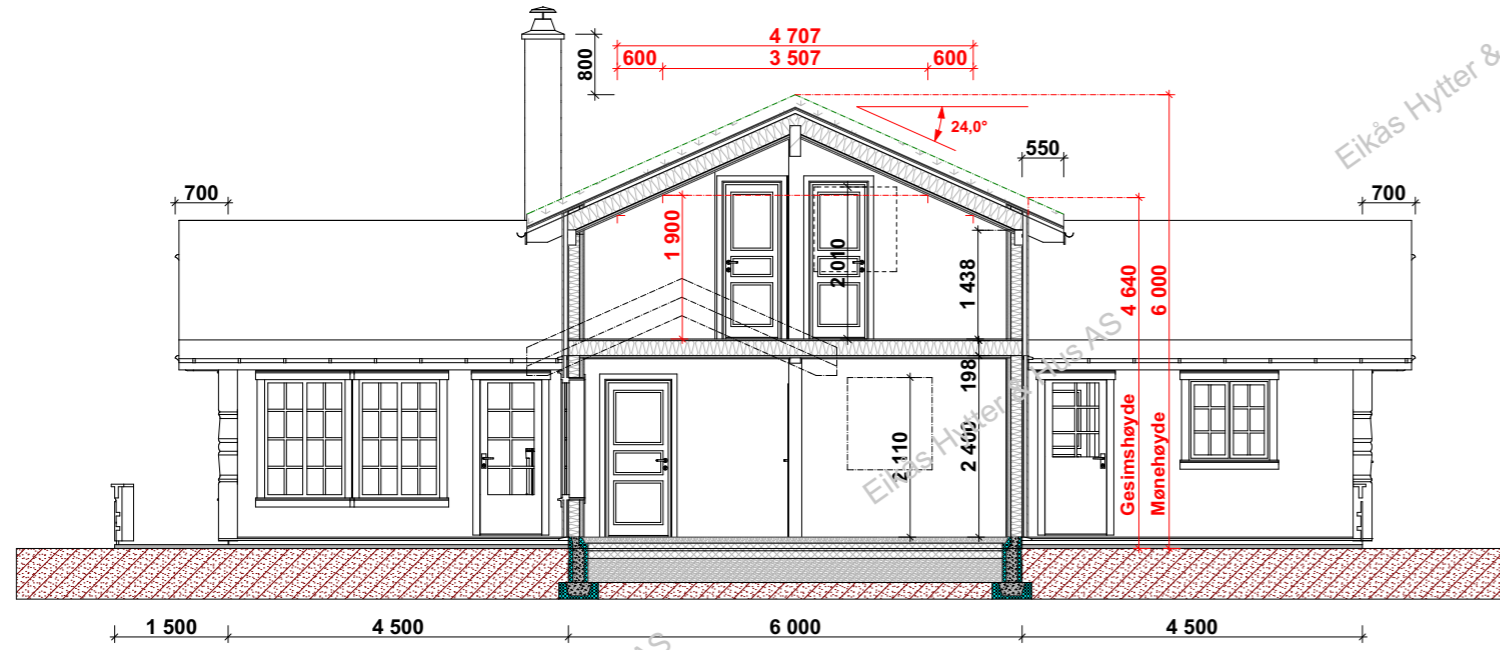 4 707
600 3 507 600
800
24,0°
550
700
700
1 900
2 010
1 438
4 640
6 000
198
2 400
2 110
Gesimshøyde
Mønehøyde
Eikås Hytter &
Eikås Hytter & Hus AS
AS
1 500 4 500 6 000 4 500